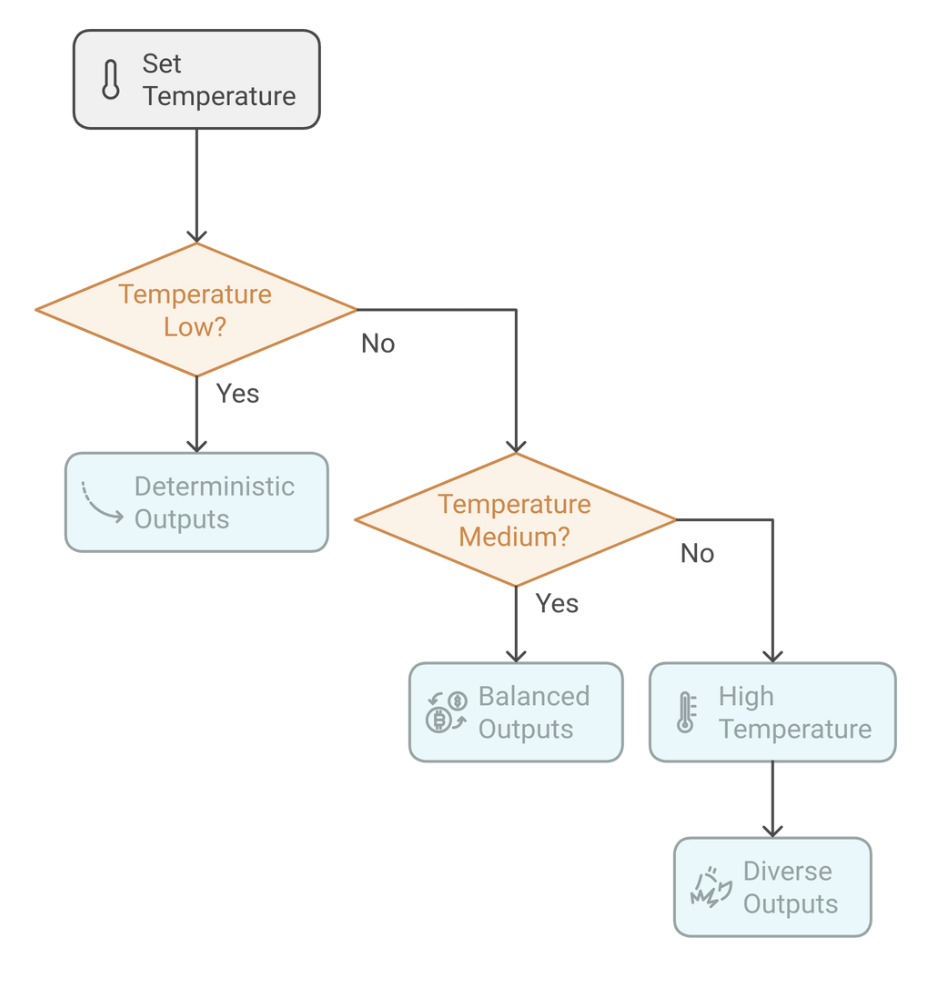 Set
Temperature
Temperature
Low?
No
Yes
Deterministic
Outputs
Temperature
Medium?
No
Yes
Balanced
Outputs
High
Temperature
Diverse
Outputs